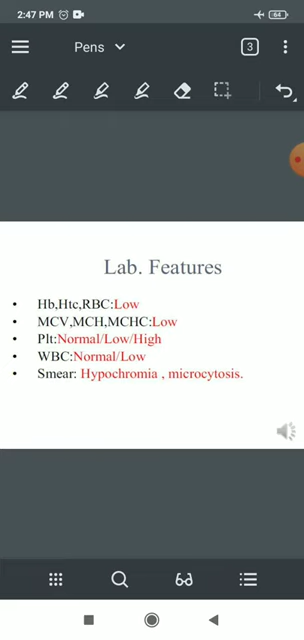 2:47 PM 64
Pens 3
Lab. Features
• Hb,Htc,RBC:Low
• MCV,MCH,MCHC:Low
• Plt:Normal/Low/High
• WBC:Normal/Low
• Smear: Hypochromia , microcytosis.